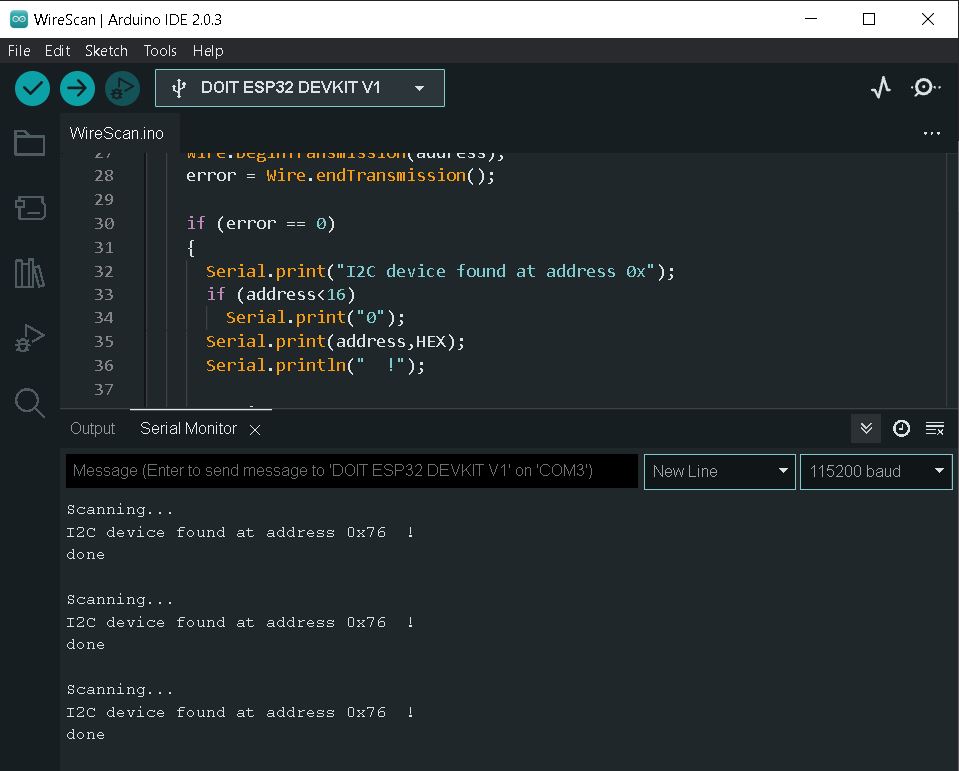 WireScan | Arduino IDE 2.0.3
File Edit Sketch Tools Help
DOIT ESP32 DEVKIT V1
WireScan.ino
...
27 Wire.beginTransmission(address);
28 error = Wire.endTransmission();
29
30 if (error == 0)
31 {
32 Serial.print("I2C device found at address 0x");
33 if (address<16)
34 Serial.print("0");
35 Serial.print(address,HEX);
36 Serial.println("  !");
37
Output Serial Monitor
Message (Enter to send message to 'DOIT ESP32 DEVKIT V1' on 'COM3') New Line 115200 baud
Scanning...
I2C device found at address 0x76  !
done
Scanning...
I2C device found at address 0x76  !
done
Scanning...
I2C device found at address 0x76  !
done